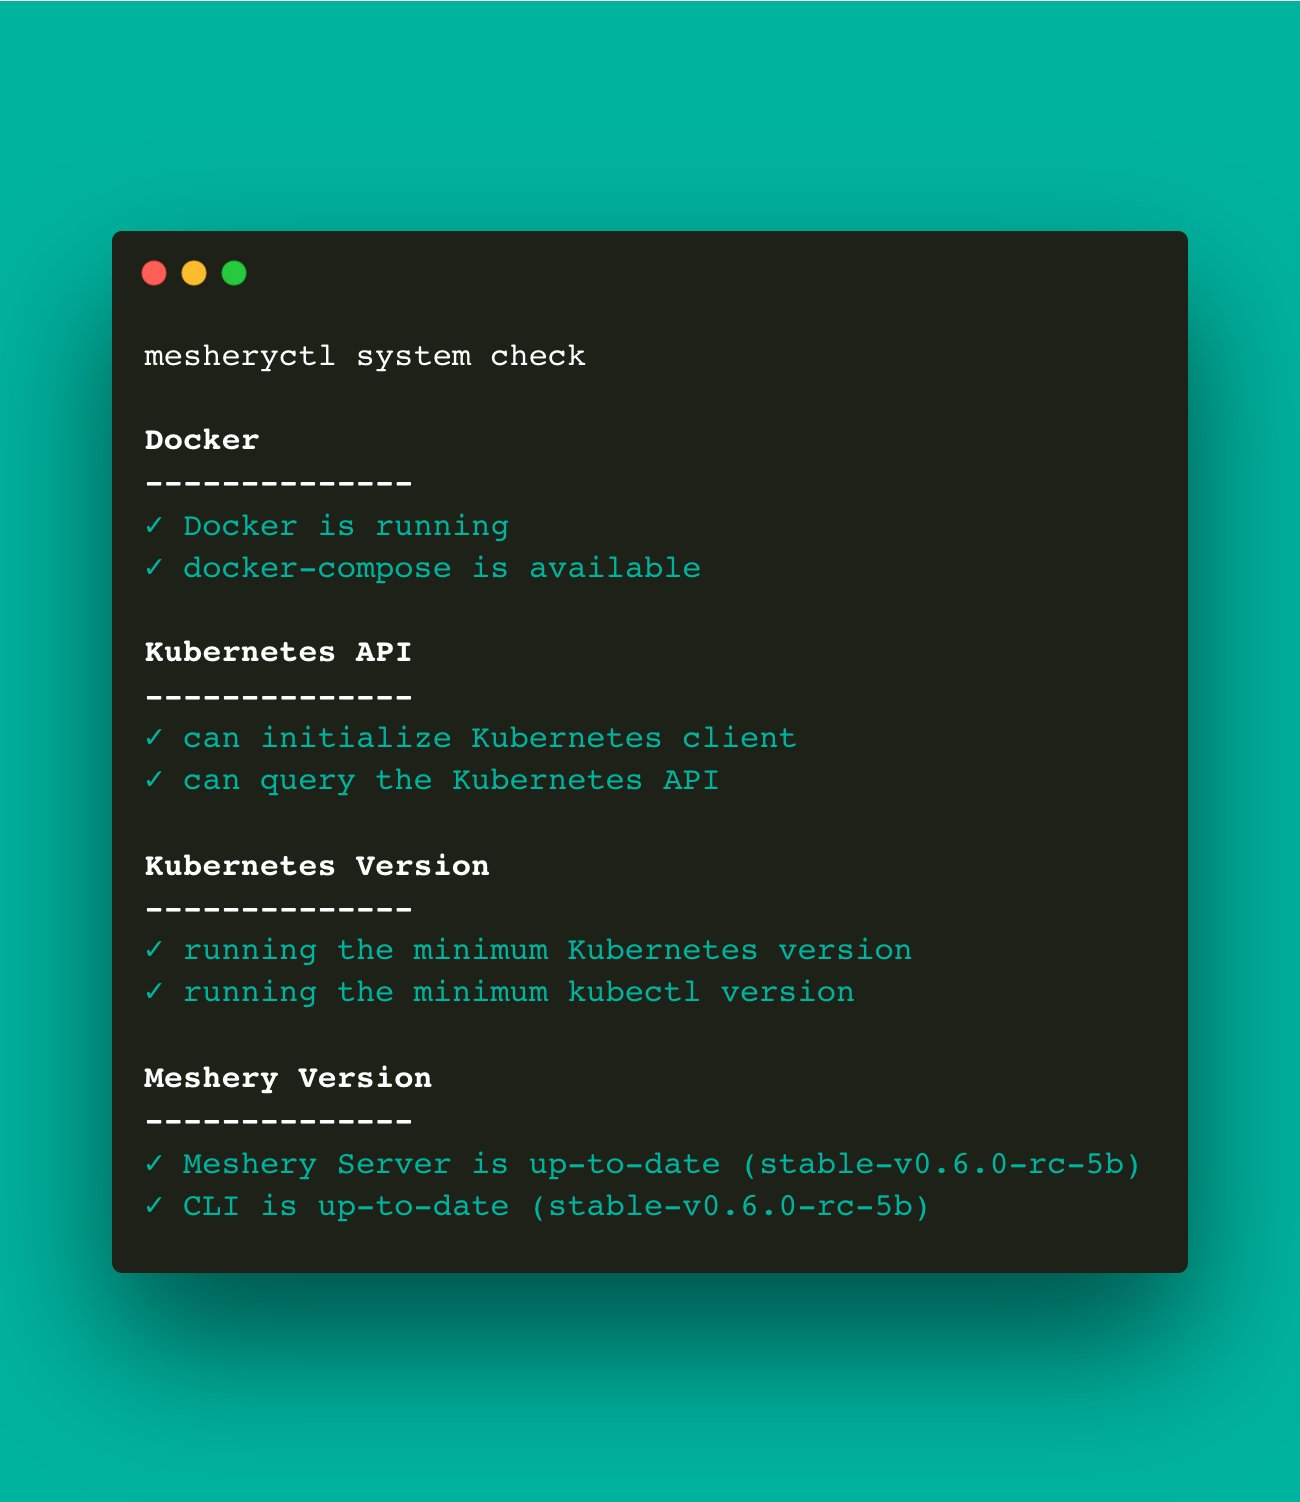 mesheryctl system check
Docker
--------------
✓ Docker is running
✓ docker-compose is available
Kubernetes API
--------------
✓ can initialize Kubernetes client
✓ can query the Kubernetes API
Kubernetes Version
--------------
✓ running the minimum Kubernetes version
✓ running the minimum kubectl version
Meshery Version
--------------
✓ Meshery Server is up-to-date (stable-v0.6.0-rc-5b)
✓ CLI is up-to-date (stable-v0.6.0-rc-5b)